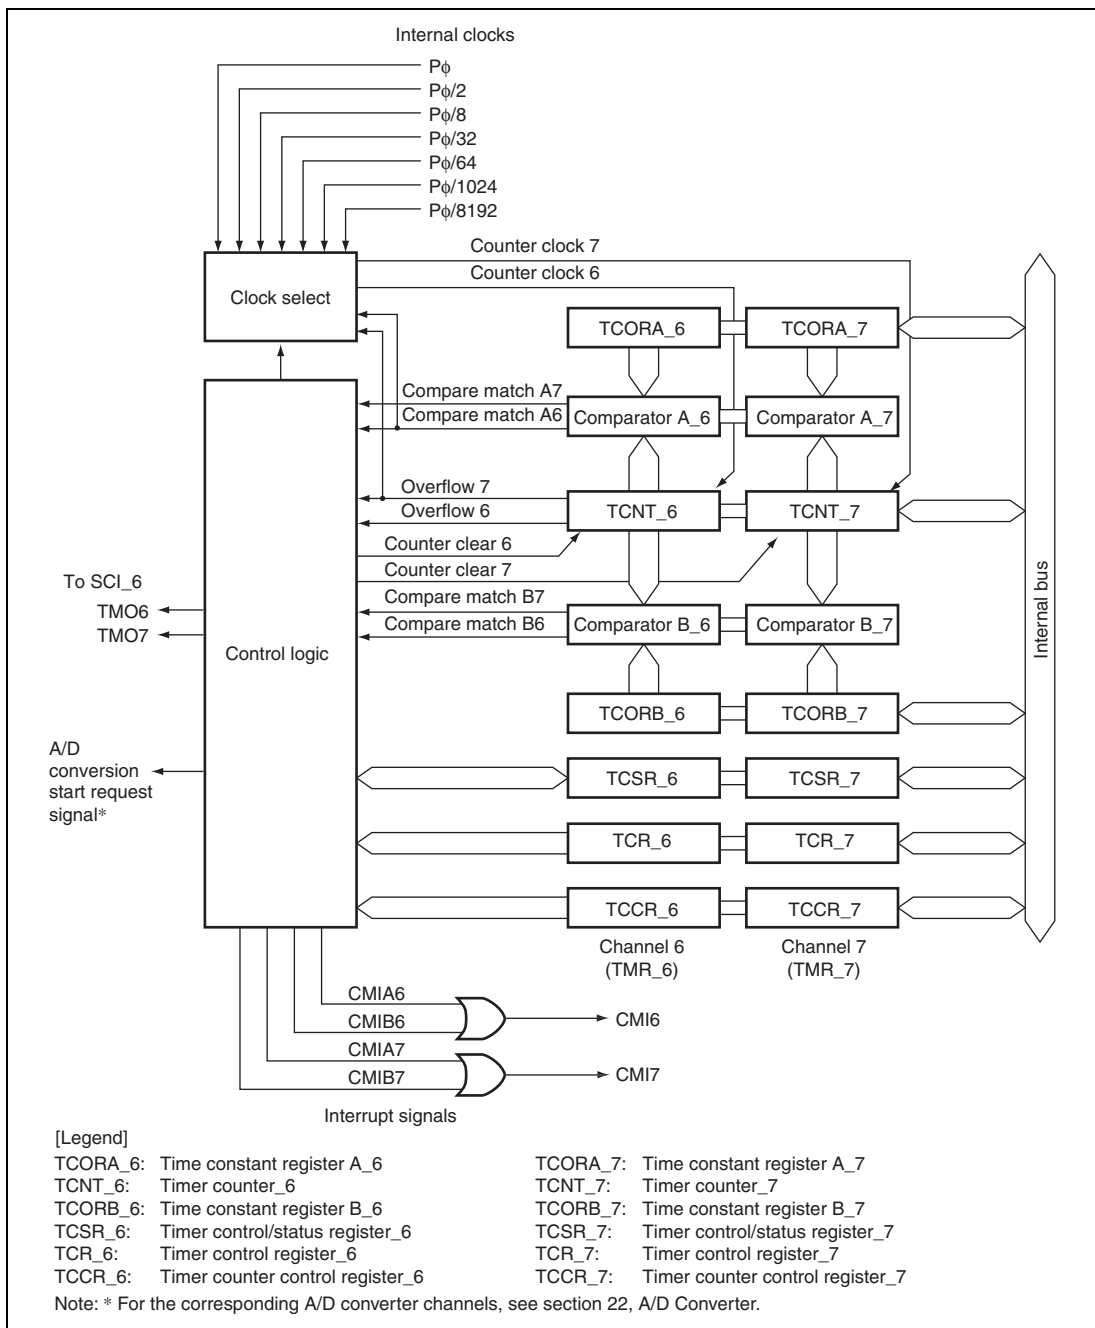 Internal clocks
Pϕ
Pϕ/2
Pϕ/8
Pϕ/32
Pϕ/64
Pϕ/1024
Pϕ/8192
Counter clock 7
Counter clock 6
Clock select
TCORA_6
TCORA_7
Compare match A7
Compare match A6
Comparator A_6
Comparator A_7
Overflow 7
Overflow 6
TCNT_6
TCNT_7
Counter clear 6
Counter clear 7
To SCI_6
TMO6
TMO7
Compare match B7
Compare match B6
Comparator B_6
Comparator B_7
Control logic
Internal bus
TCORB_6
TCORB_7
A/D
conversion
start request
signal*
TCSR_6
TCSR_7
TCR_6
TCR_7
TCCR_6
TCCR_7
Channel 6
(TMR_6)
Channel 7
(TMR_7)
CMIA6
CMIB6
CMI6
CMIA7
CMIB7
CMI7
Interrupt signals
[Legend]
TCORA_6: Time constant register A_6
TCORA_7: Time constant register A_7
TCNT_6: Timer counter_6
TCNT_7: Timer counter_7
TCORB_6: Time constant register B_6
TCORB_7: Time constant register B_7
TCSR_6: Timer control/status register_6
TCSR_7: Timer control/status register_7
TCR_6: Timer control register_6
TCR_7: Timer control register_7
TCCR_6: Timer counter control register_6
TCCR_7: Timer counter control register_7
Note: * For the corresponding A/D converter channels, see section 22, A/D Converter.